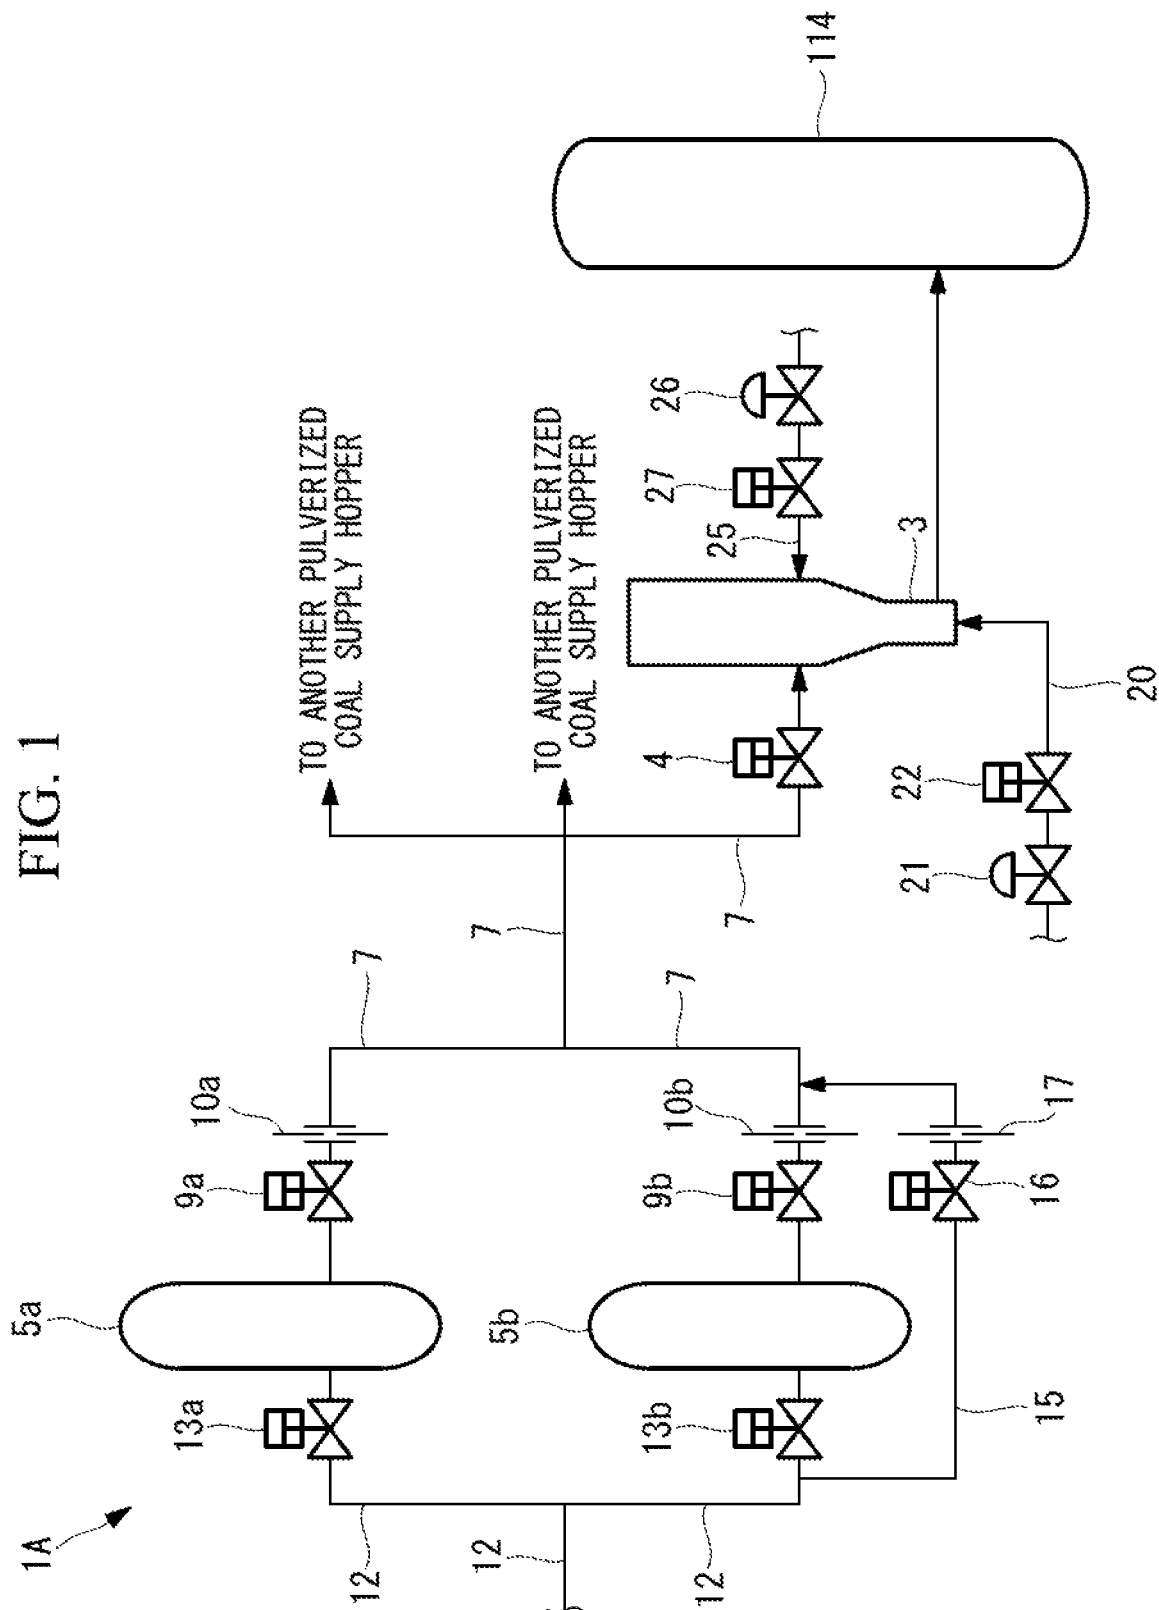 FIG. 1
1A
12
12
12
13a
13b
5a
5b
15
9a
9b
16
10a
10b
17
7
7
7
7
TO ANOTHER PULVERIZED
COAL SUPPLY HOPPER
TO ANOTHER PULVERIZED
COAL SUPPLY HOPPER
4
21
22
20
25
3
27
26
114